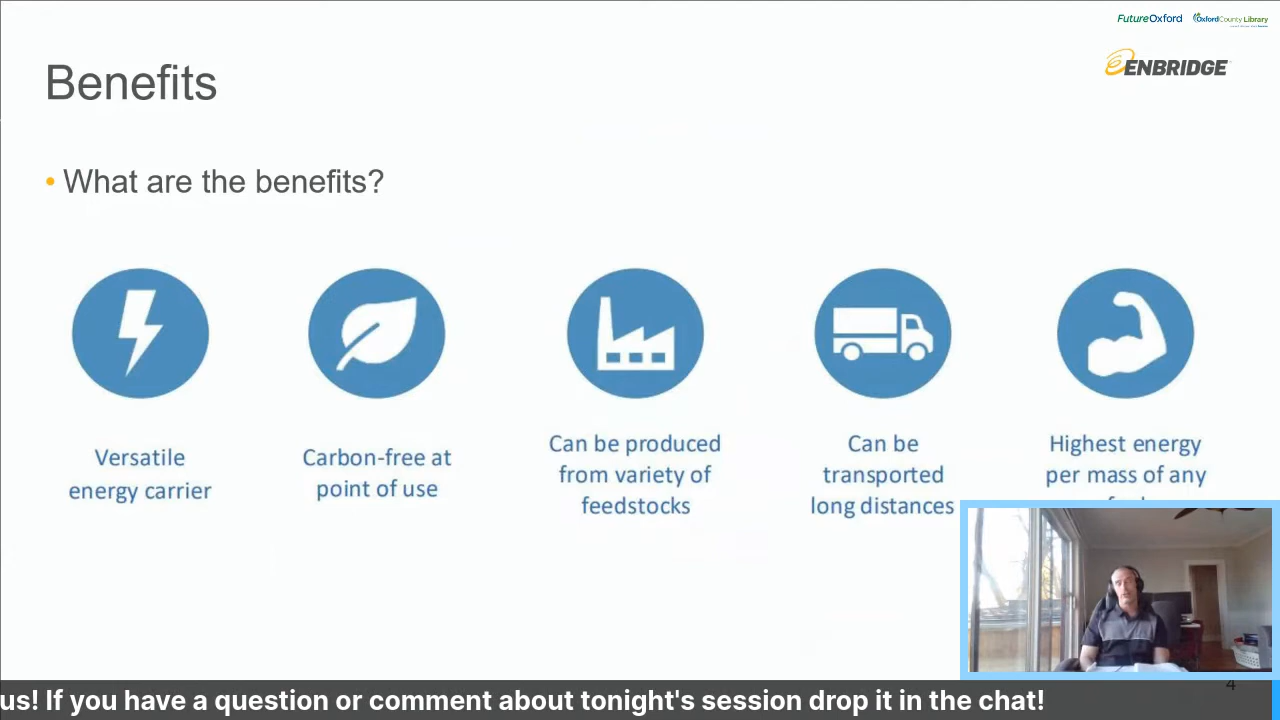 FutureOxford
OxfordCounty Library
ENBRIDGE
Benefits
• What are the benefits?
Versatile
energy carrier
Carbon-free at
point of use
Can be produced
from variety of
feedstocks
Can be
transported
long distances
Highest energy
per mass of any
4
us! If you have a question or comment about tonight's session drop it in the chat!